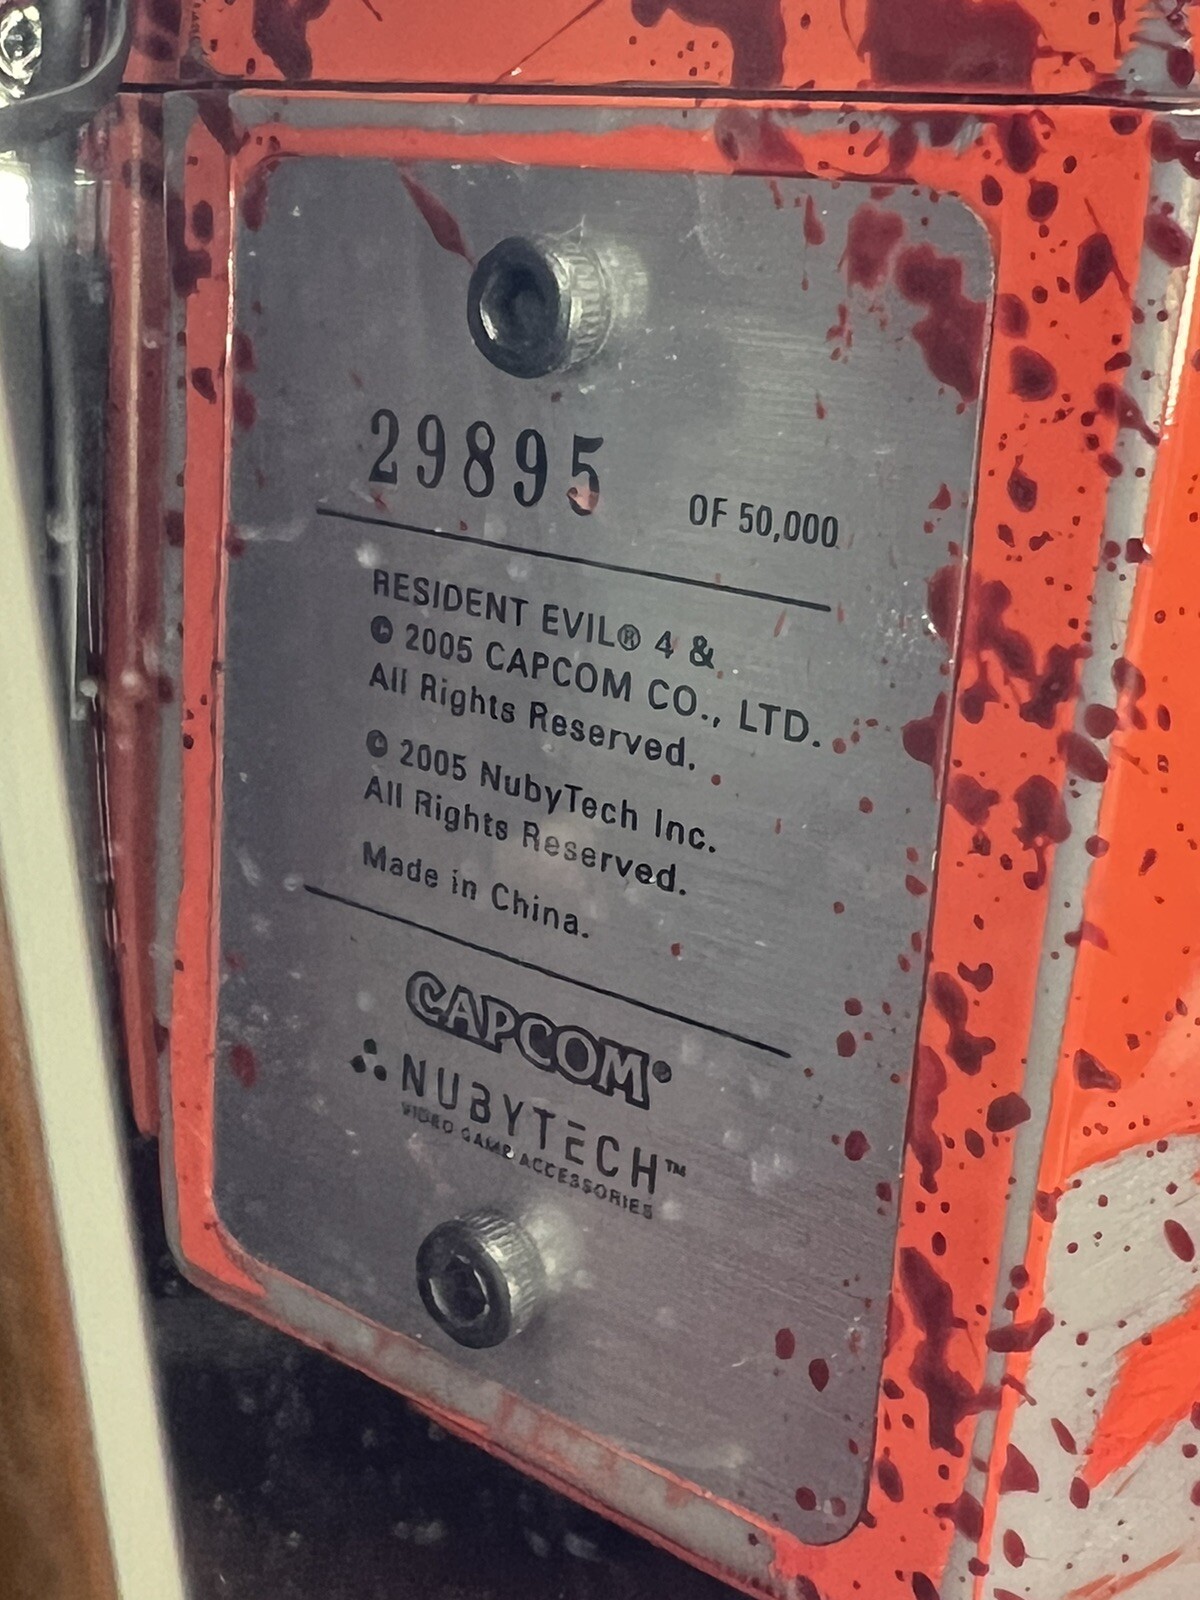 29895 OF 50,000
RESIDENT EVIL® 4 &
© 2005 CAPCOM CO., LTD.
All Rights Reserved.
© 2005 NubyTech Inc.
All Rights Reserved.
Made in China.
CAPCOM®
NUBYTECH™
VIDEO GAME ACCESSORIES